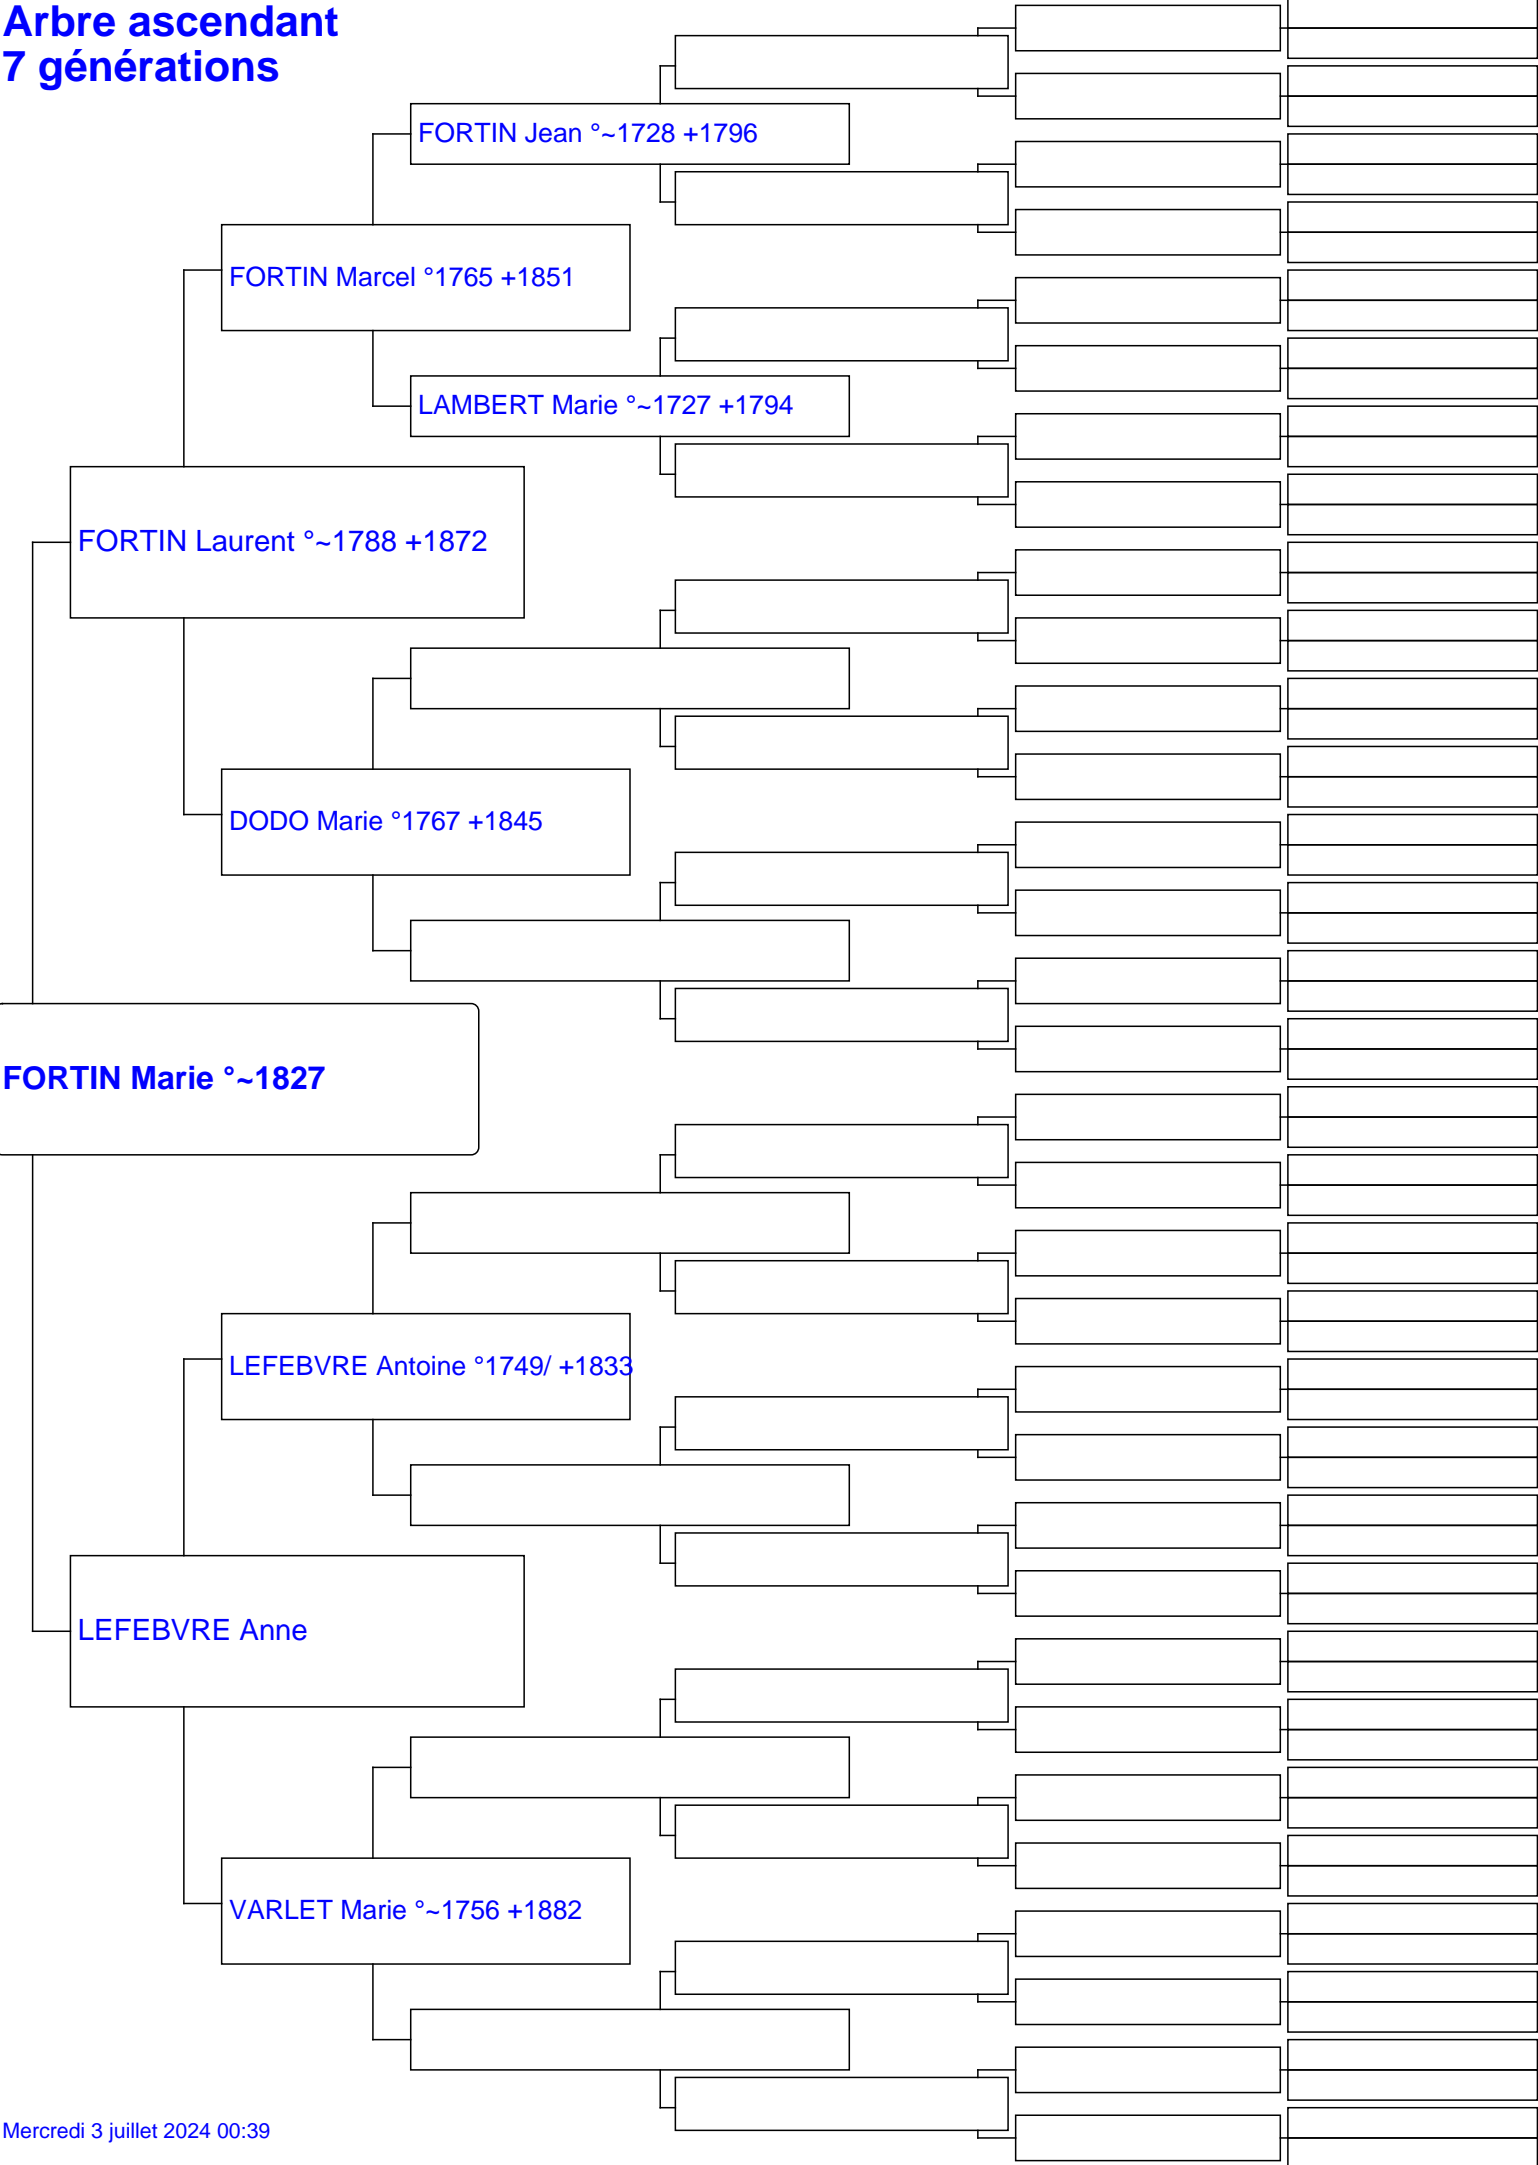 Arbre ascendant
7 générations
FORTIN Jean °~1728 +1796
FORTIN Marcel °1765 +1851
LAMBERT Marie °~1727 +1794
FORTIN Laurent °~1788 +1872
DODO Marie °1767 +1845
FORTIN Marie °~1827
LEFEBVRE Antoine °1749/ +1833
LEFEBVRE Anne
VARLET Marie °~1756 +1882
Mercredi 3 juillet 2024 00:39